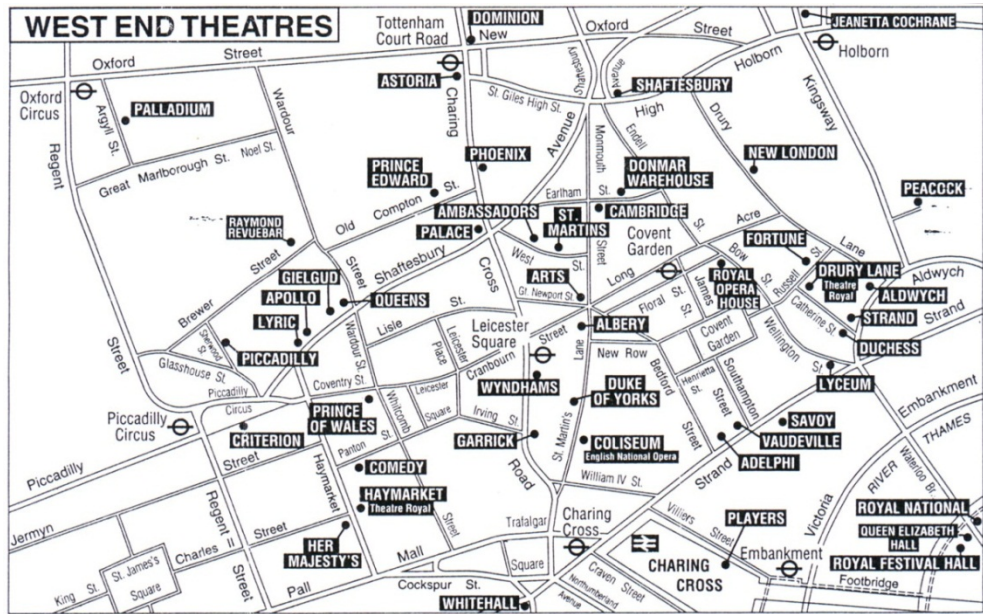 WEST END THEATRES
Tottenham
Court Road
DOMINION
New
Oxford
Street
JEANETTA COCHRANE
Holborn
Oxford
Street
ASTORIA
Shaftesbury
Avenue
SHAFTESBURY
Holborn
Kingsway
Oxford
Circus
Argyll St.
PALLADIUM
Wardour
Charing
St. Giles High St.
High
Drury
Regent
Great Marlborough St.
Noel St.
PRINCE
EDWARD
PHOENIX
Avenue
Monmouth
Endell
DONMAR
WAREHOUSE
NEW LONDON
PEACOCK
Old
Compton
St.
Earlham
St.
AMBASSADORS
ST.
MARTINS
CAMBRIDGE
St.
Acre
RAYMOND
REVUEBAR
PALACE
Covent
Garden
FORTUNE
Lane
Street
Street
Shaftesbury
Cross
West
St.
Street
Long
Bow
St.
Russell
St.
DRURY LANE
Theatre
Royal
Aldwych
GIELGUD
ARTS
Gt. Newport St.
James
ROYAL
OPERA
HOUSE
ALDWYCH
APOLLO
QUEENS
Floral
St.
Catherine St.
STRAND
Strand
Brewer
LYRIC
Lisle
St.
Leicester
Square
Street
ALBERY
Covent
Garden
Wellington
St.
DUCHESS
Sherwood
St.
PICCADILLY
Wardour St.
Leicester
Place
Cranbourn
Lane
New Row
LYCEUM
Glasshouse St.
Street
Coventry St.
Leicester
Square
WYNDHAMS
DUKE
OF YORKS
Bedford
Street
Henrietta
St.
Southampton
Street
Embankment
Piccadilly
Circus
PRINCE
OF WALES
Whitcomb
Street
Irving
St.
SAVOY
THAMES
Piccadilly
Circus
CRITERION
Panton
St.
GARRICK
St. Martin's
COLISEUM
English National Opera
VAUDEVILLE
Piccadilly
Street
Haymarket
COMEDY
Road
ADELPHI
Waterloo Br.
Regent
Street
HAYMARKET
Theatre Royal
William IV St.
Strand
RIVER
ROYAL NATIONAL
Jermyn
Street
Trafalgar
Square
Charing
Cross
Villiers
Street
PLAYERS
Victoria
QUEEN ELIZABETH
HALL
St. James's
Square
Charles II
HER
MAJESTY'S
Mall
CHARING
CROSS
Embankment
ROYAL FESTIVAL HALL
King St.
Pall
Cockspur St.
Craven Street
Footbridge
WHITEHALL
Northumberland
Avenue